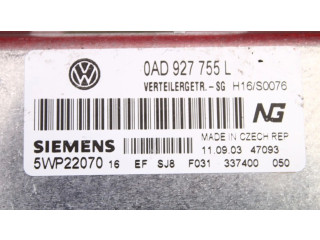 0AD 927 755 L
VERTEILERGETR.-SG H16/S0076
NG
MADE IN CZECH REP
SIEMENS 11.09.03 47093
5WP22070 16 EF SJ8 F031 337400 050